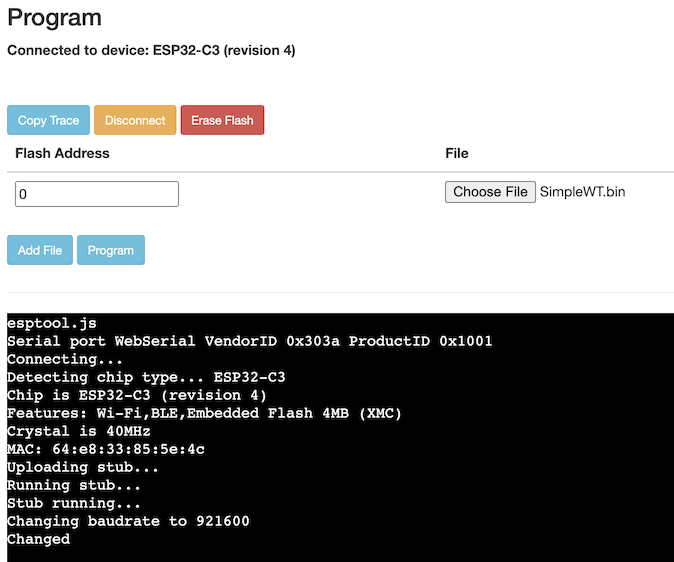 Program
Connected to device: ESP32-C3 (revision 4)
Copy Trace Disconnect Erase Flash
Flash Address File
0 Choose File SimpleWT.bin
Add File Program
esptool.js
Serial port WebSerial VendorID 0x303a ProductID 0x1001
Connecting...
Detecting chip type... ESP32-C3
Chip is ESP32-C3 (revision 4)
Features: Wi-Fi,BLE,Embedded Flash 4MB (XMC)
Crystal is 40MHz
MAC: 64:e8:33:85:5e:4c
Uploading stub...
Running stub...
Stub running...
Changing baudrate to 921600
Changed